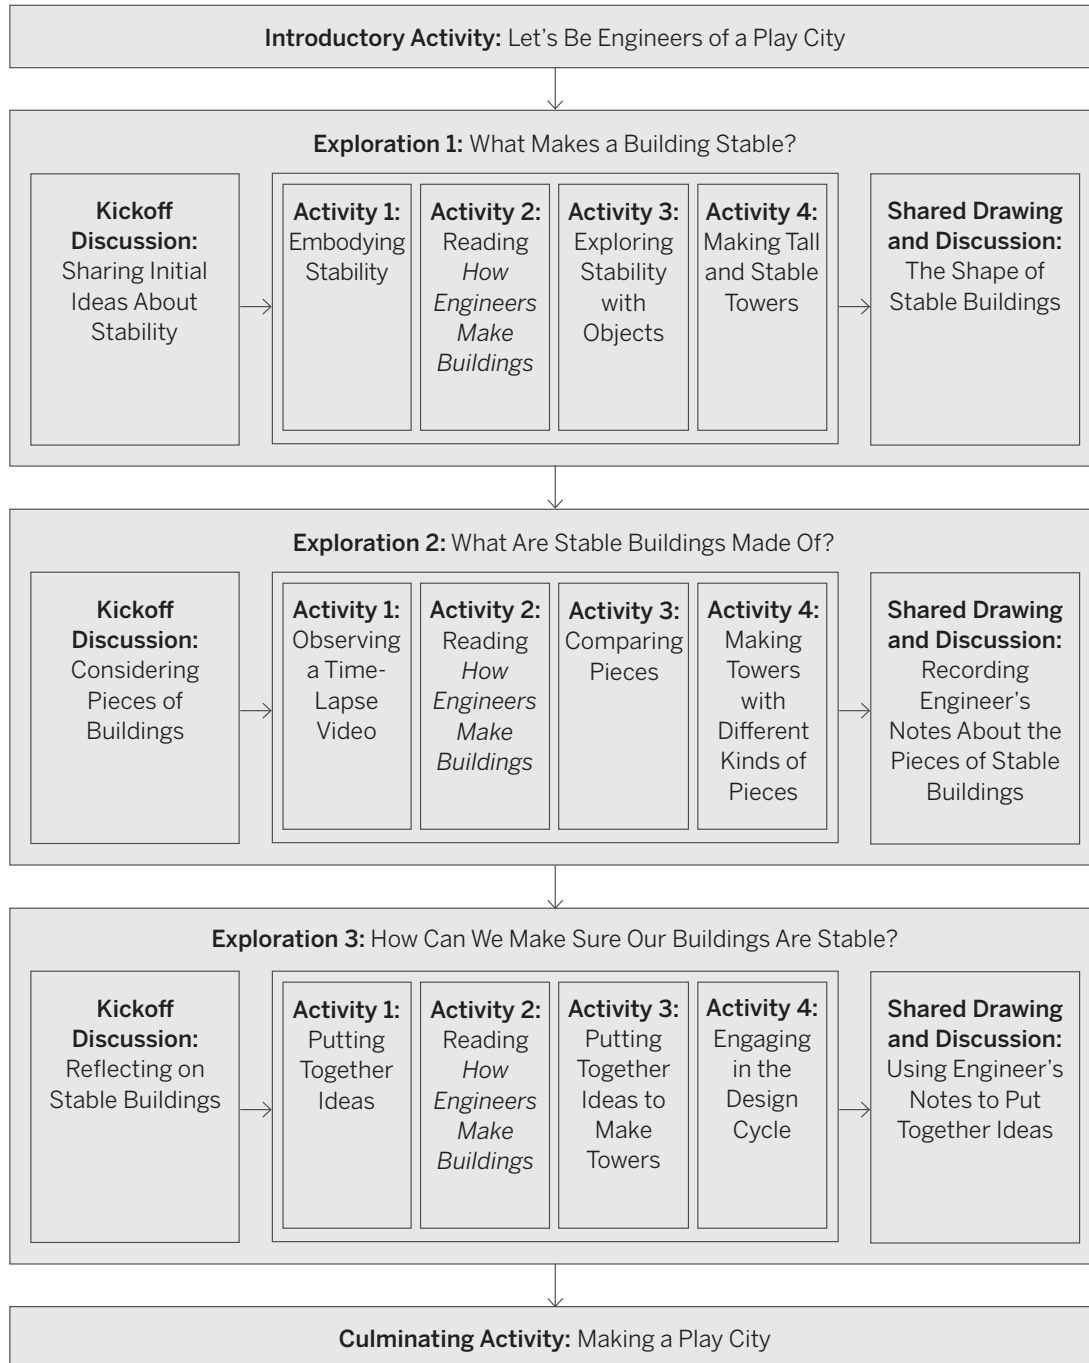 Introductory Activity: Let’s Be Engineers of a Play City
Exploration 1: What Makes a Building Stable?
Kickoff
Discussion:
Sharing Initial
Ideas About
Stability
Activity 1:
Embodying
Stability
Activity 2:
Reading
How
Engineers
Make
Buildings
Activity 3:
Exploring
Stability
with
Objects
Activity 4:
Making Tall
and Stable
Towers
Shared Drawing
and Discussion:
The Shape of
Stable Buildings
Exploration 2: What Are Stable Buildings Made Of?
Kickoff
Discussion:
Considering
Pieces of
Buildings
Activity 1:
Observing
a Time-
Lapse
Video
Activity 2:
Reading
How
Engineers
Make
Buildings
Activity 3:
Comparing
Pieces
Activity 4:
Making
Towers
with
Different
Kinds of
Pieces
Shared Drawing
and Discussion:
Recording
Engineer’s
Notes About the
Pieces of Stable
Buildings
Exploration 3: How Can We Make Sure Our Buildings Are Stable?
Kickoff
Discussion:
Reflecting on
Stable Buildings
Activity 1:
Putting
Together
Ideas
Activity 2:
Reading
How
Engineers
Make
Buildings
Activity 3:
Putting
Together
Ideas to
Make
Towers
Activity 4:
Engaging
in the
Design
Cycle
Shared Drawing
and Discussion:
Using Engineer’s
Notes to Put
Together Ideas
Culminating Activity: Making a Play City